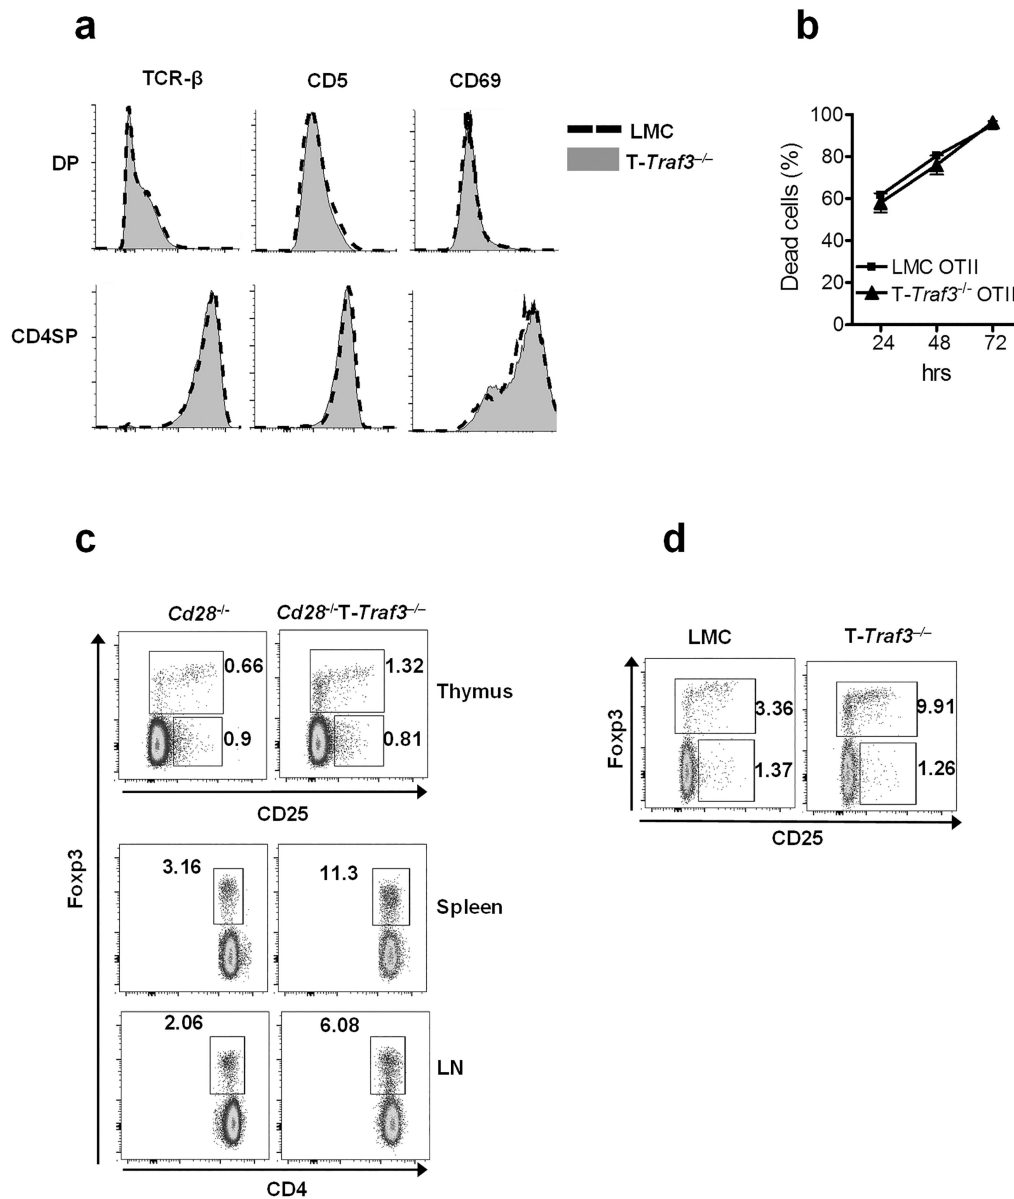 a
b
TCR-β CD5 CD69
DP
CD4SP
LMC
T-Traf3–/–
Dead cells (%)
100
80
60
40
20
0
LMC OTII
T-Traf3-/- OTII
24 48 72
hrs
c
d
Cd28-/- Cd28-/-T-Traf3–/–
0.66 1.32
0.9 0.81
Thymus
CD25
Foxp3
3.16 11.3
Spleen
2.06 6.08
LN
CD4
LMC T-Traf3–/–
Foxp3
3.36 9.91
1.37 1.26
CD25